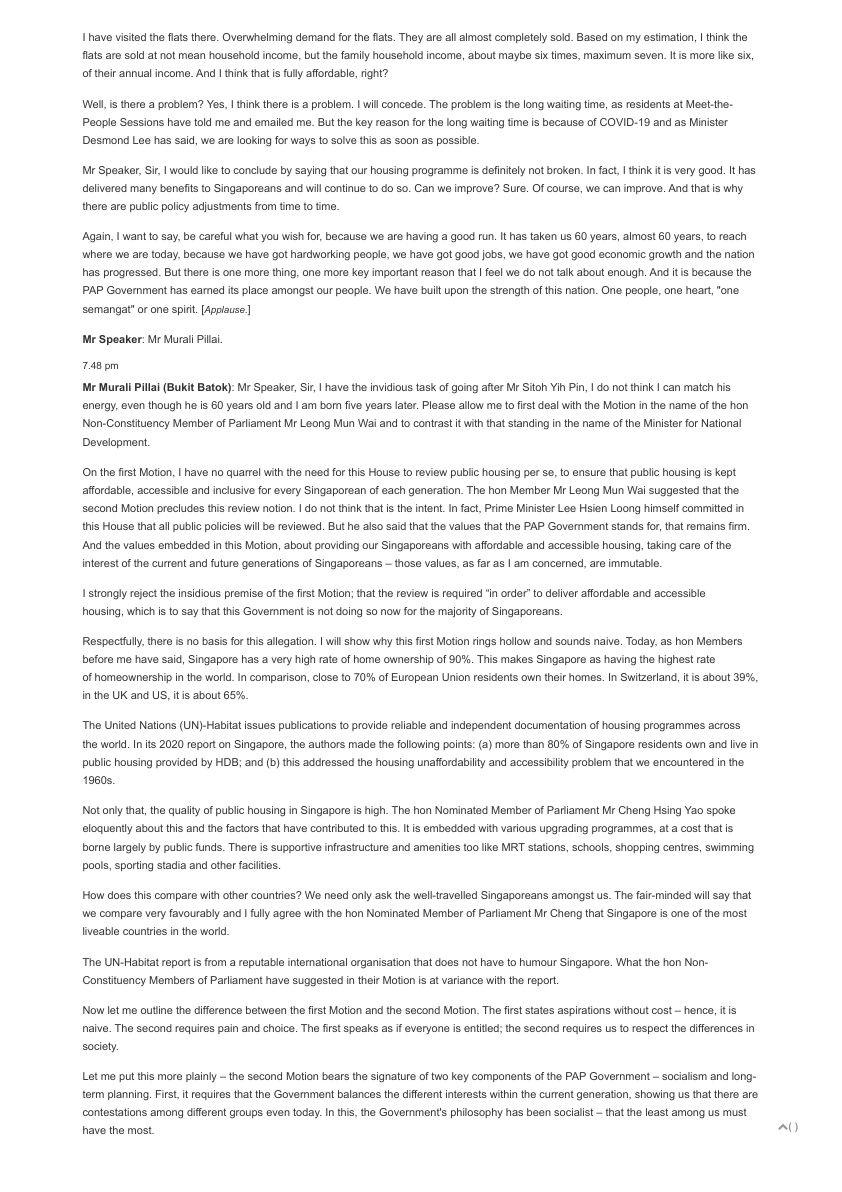 I have visited the flats there. Overwhelming demand for the flats. They are all almost completely sold. Based on my estimation, I think the
flats are sold at not mean household income, but the family household income, about maybe six times, maximum seven. It is more like six,
of their annual income. And I think that is fully affordable, right?
Well, is there a problem? Yes, I think there is a problem. I will concede. The problem is the long waiting time, as residents at Meet-the-
People Sessions have told me and emailed me. But the key reason for the long waiting time is because of COVID-19 and as Minister
Desmond Lee has said, we are looking for ways to solve this as soon as possible.
Mr Speaker, Sir, I would like to conclude by saying that our housing programme is definitely not broken. In fact, I think it is very good. It has
delivered many benefits to Singaporeans and will continue to do so. Can we improve? Sure. Of course, we can improve. And that is why
there are public policy adjustments from time to time.
Again, I want to say, be careful what you wish for, because we are having a good run. It has taken us 60 years, almost 60 years, to reach
where we are today, because we have got hardworking people, we have got good jobs, we have got good economic growth and the nation
has progressed. But there is one more thing, one more key important reason that I feel we do not talk about enough. And it is because the
PAP Government has earned its place amongst our people. We have built upon the strength of this nation. One people, one heart, "one
semangat" or one spirit. [Applause.]
Mr Speaker: Mr Murali Pillai.
7.48 pm
Mr Murali Pillai (Bukit Batok): Mr Speaker, Sir, I have the invidious task of going after Mr Sitoh Yih Pin, I do not think I can match his
energy, even though he is 60 years old and I am born five years later. Please allow me to first deal with the Motion in the name of the hon
Non-Constituency Member of Parliament Mr Leong Mun Wai and to contrast it with that standing in the name of the Minister for National
Development.
On the first Motion, I have no quarrel with the need for this House to review public housing per se, to ensure that public housing is kept
affordable, accessible and inclusive for every Singaporean of each generation. The hon Member Mr Leong Mun Wai suggested that the
second Motion precludes this review notion. I do not think that is the intent. In fact, Prime Minister Lee Hsien Loong himself committed in
this House that all public policies will be reviewed. But he also said that the values that the PAP Government stands for, that remains firm.
And the values embedded in this Motion, about providing our Singaporeans with affordable and accessible housing, taking care of the
interest of the current and future generations of Singaporeans – those values, as far as I am concerned, are immutable.
I strongly reject the insidious premise of the first Motion; that the review is required “in order” to deliver affordable and accessible
housing, which is to say that this Government is not doing so now for the majority of Singaporeans.
Respectfully, there is no basis for this allegation. I will show why this first Motion rings hollow and sounds naive. Today, as hon Members
before me have said, Singapore has a very high rate of home ownership of 90%. This makes Singapore as having the highest rate
of homeownership in the world. In comparison, close to 70% of European Union residents own their homes. In Switzerland, it is about 39%,
in the UK and US, it is about 65%.
The United Nations (UN)-Habitat issues publications to provide reliable and independent documentation of housing programmes across
the world. In its 2020 report on Singapore, the authors made the following points: (a) more than 80% of Singapore residents own and live in
public housing provided by HDB; and (b) this addressed the housing unaffordability and accessibility problem that we encountered in the
1960s.
Not only that, the quality of public housing in Singapore is high. The hon Nominated Member of Parliament Mr Cheng Hsing Yao spoke
eloquently about this and the factors that have contributed to this. It is embedded with various upgrading programmes, at a cost that is
borne largely by public funds. There is supportive infrastructure and amenities too like MRT stations, schools, shopping centres, swimming
pools, sporting stadia and other facilities.
How does this compare with other countries? We need only ask the well-travelled Singaporeans amongst us. The fair-minded will say that
we compare very favourably and I fully agree with the hon Nominated Member of Parliament Mr Cheng that Singapore is one of the most
liveable countries in the world.
The UN-Habitat report is from a reputable international organisation that does not have to humour Singapore. What the hon Non-
Constituency Members of Parliament have suggested in their Motion is at variance with the report.
Now let me outline the difference between the first Motion and the second Motion. The first states aspirations without cost – hence, it is
naive. The second requires pain and choice. The first speaks as if everyone is entitled; the second requires us to respect the differences in
society.
Let me put this more plainly – the second Motion bears the signature of two key components of the PAP Government – socialism and long-
term planning. First, it requires that the Government balances the different interests within the current generation, showing us that there are
contestations among different groups even today. In this, the Government's philosophy has been socialist – that the least among us must
have the most.
( )